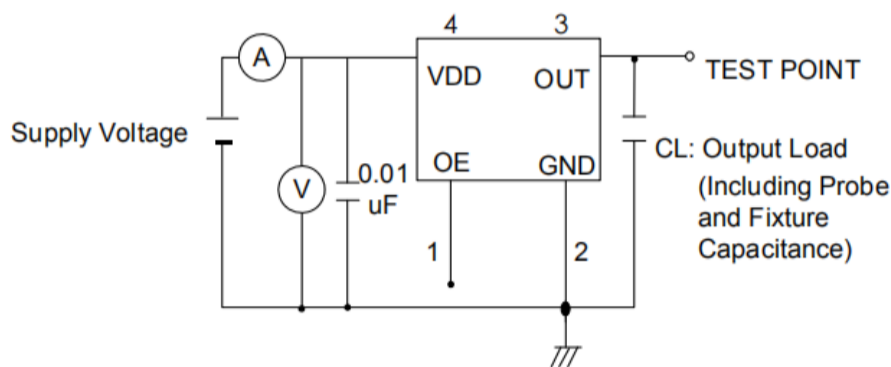 4
3
A
VDD
OUT
TEST POINT
Supply Voltage
V
0.01
uF
OE
GND
CL: Output Load
(Including Probe
and Fixture
Capacitance)
1
2